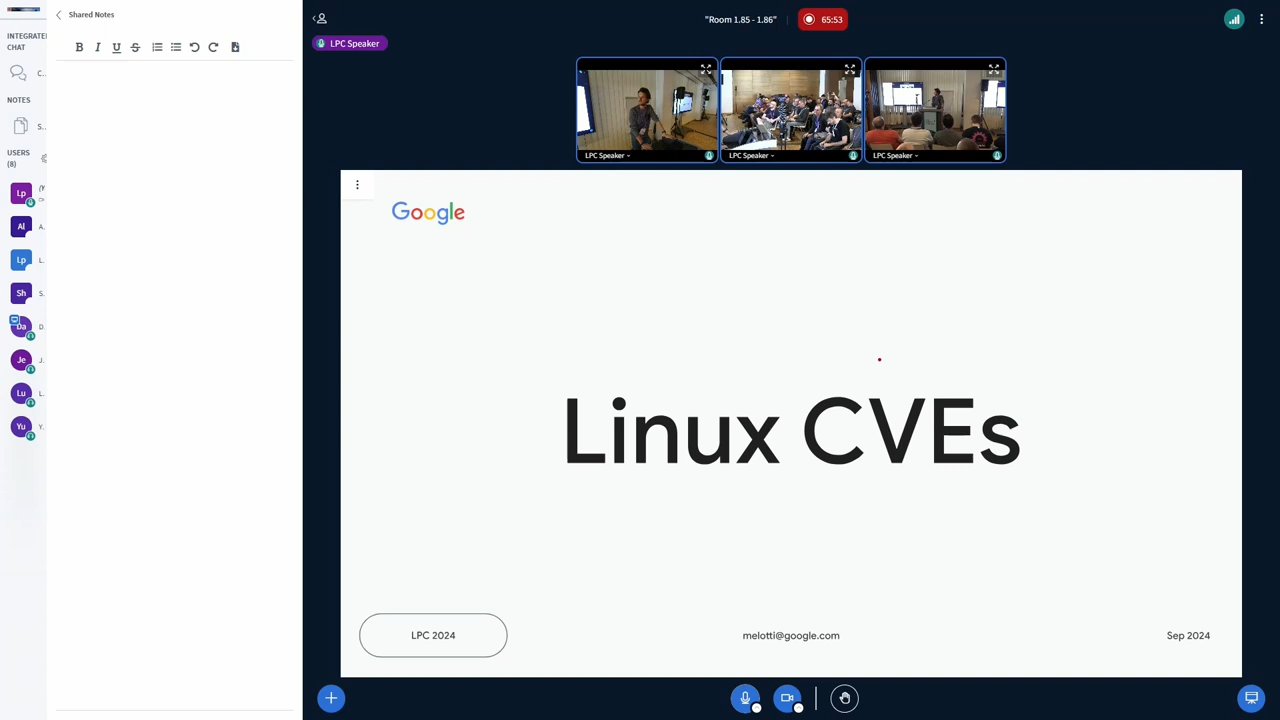 Shared Notes
INTEGRATE
CHAT
C.
NOTES
S..
USERS
(8)
Lp
Al
A.
Lp
L.
Sh
S.
Da
D.
Je
J.
Lu
L.
Yu
Y.
B I U S
"Room 1.85 - 1.86"
65:53
LPC Speaker
LPC Speaker
LPC Speaker
LPC Speaker
Google
Linux CVEs
LPC 2024
melotti@google.com
Sep 2024